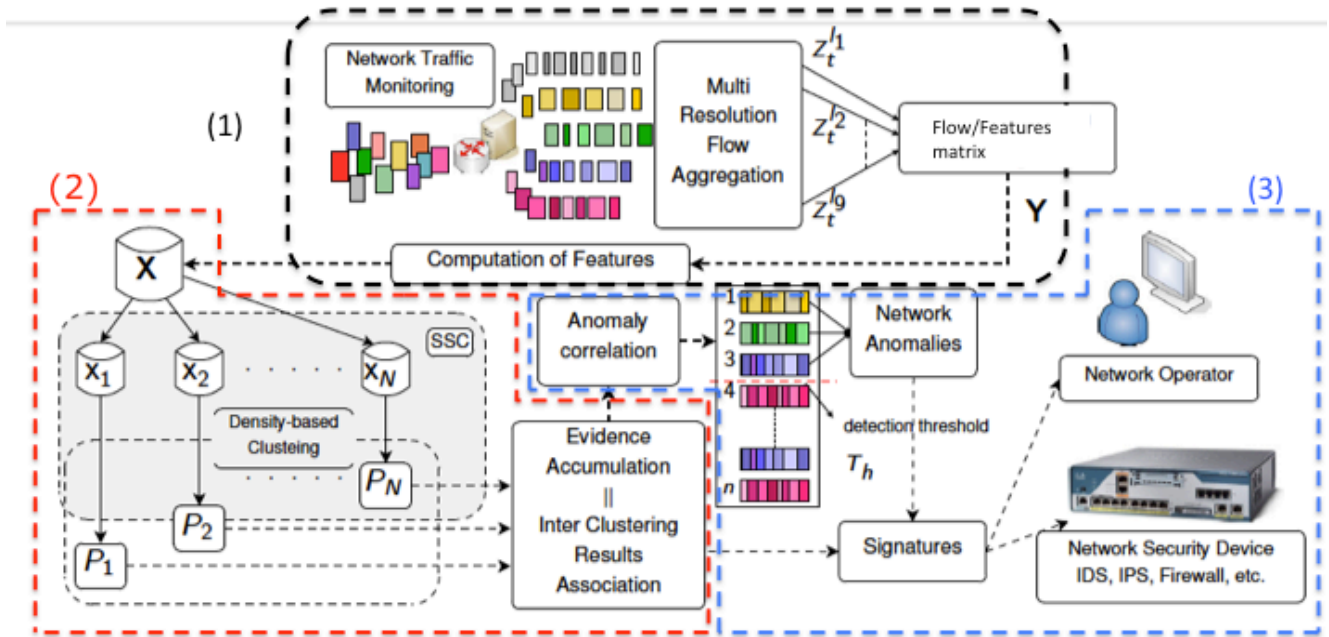 (1)
Network Traffic
Monitoring
Multi
Resolution
Flow
Aggregation
Z_t^{l_1}
Z_t^{l_2}
Z_t^{l_9}
Flow/Features
matrix
Y
Computation of Features
(2)
X
SSC
x_1
x_2
. . . . .
x_N
Density-based
Clusteing
. . . . .
P_N
P_2
P_1
Evidence
Accumulation
||
Inter Clustering
Results
Association
(3)
Anomaly
correlation
1
2
3
4
n
Network
Anomalies
detection threshold
T_h
Signatures
Network Operator
Network Security Device
IDS, IPS, Firewall, etc.